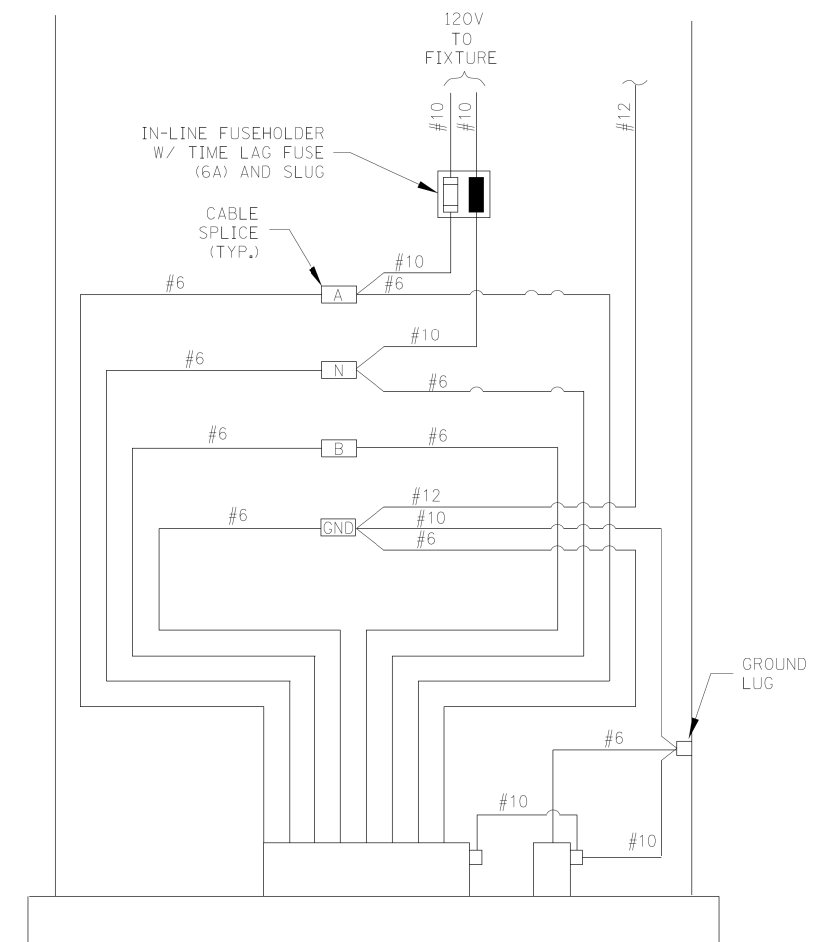 120V
TO
FIXTURE
#10
#10
#12
IN-LINE FUSEHOLDER
W/ TIME LAG FUSE
(6A) AND SLUG
CABLE
SPLICE
(TYP.)
#10
#6
#6
A
#10
#6
N
#6
#6
B
#6
#12
#6
GND
#10
#6
GROUND
LUG
#6
#10
#10